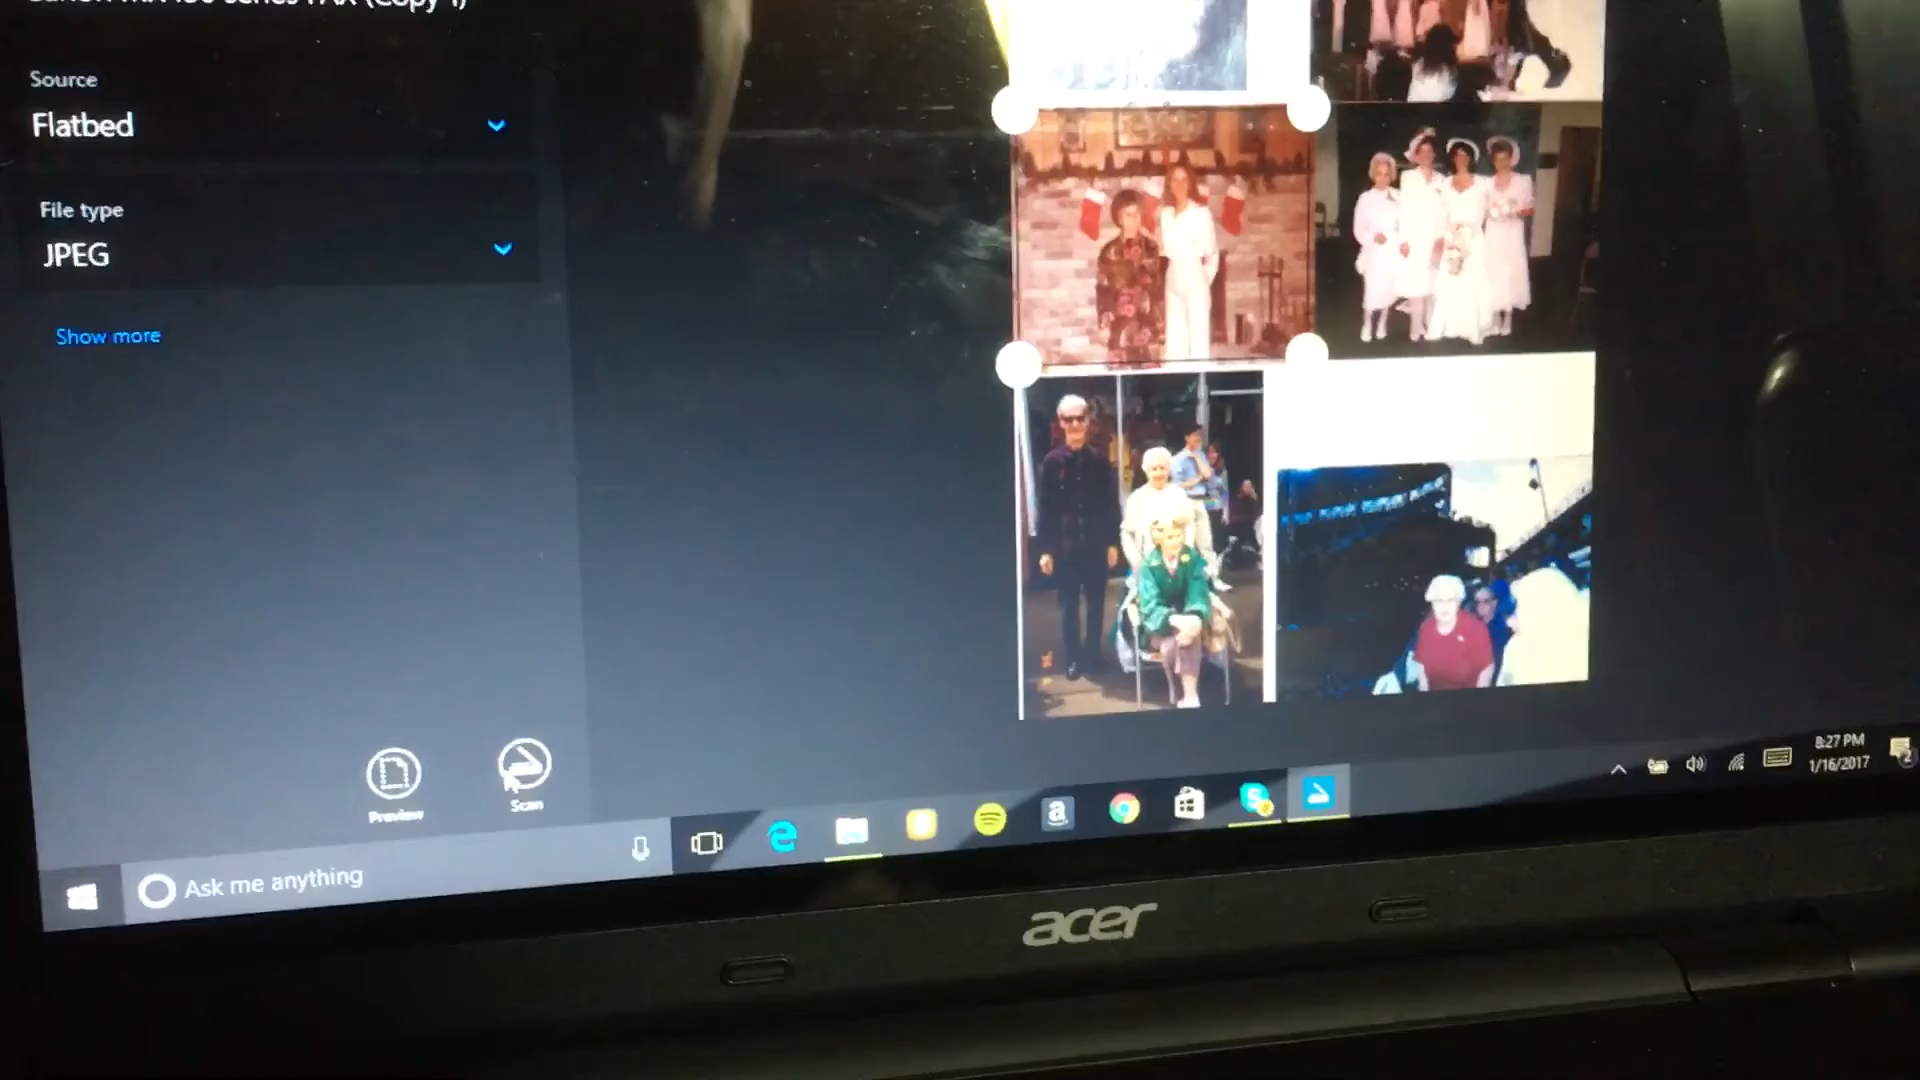 Source
Flatbed
File type
JPEG
Show more
Preview
Scan
Ask me anything
8:27 PM
1/16/2017
2
acer